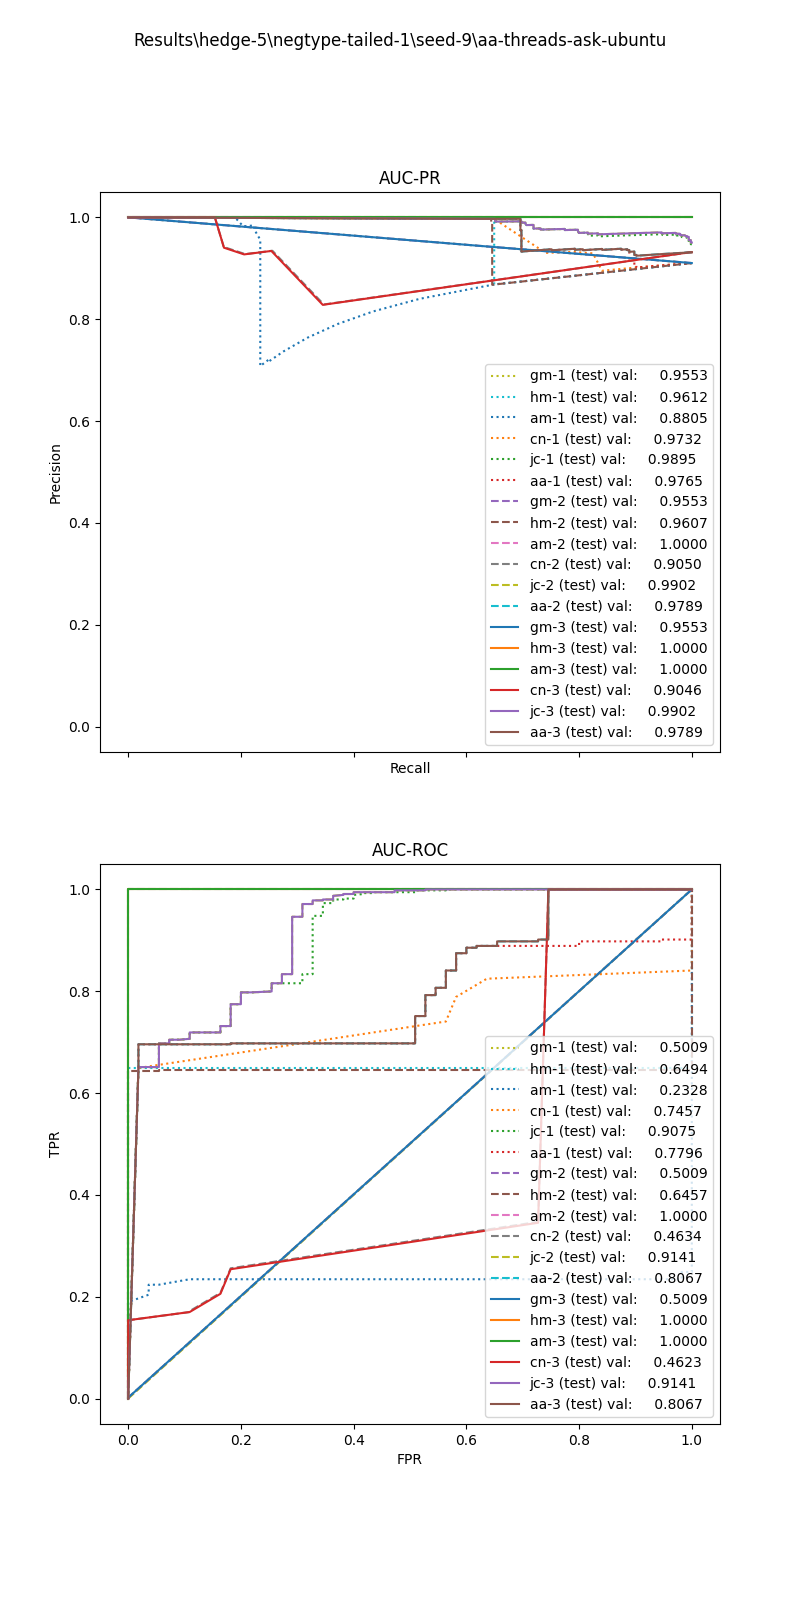 Results\hedge-5\negtype-tailed-1\seed-9\aa-threads-ask-ubuntu
AUC-PR
1.0
0.8
0.6
0.4
0.2
0.0
Precision
Recall
gm-1 (test) val: 0.9553
hm-1 (test) val: 0.9612
am-1 (test) val: 0.8805
cn-1 (test) val: 0.9732
jc-1 (test) val: 0.9895
aa-1 (test) val: 0.9765
gm-2 (test) val: 0.9553
hm-2 (test) val: 0.9607
am-2 (test) val: 1.0000
cn-2 (test) val: 0.9050
jc-2 (test) val: 0.9902
aa-2 (test) val: 0.9789
gm-3 (test) val: 0.9553
hm-3 (test) val: 1.0000
am-3 (test) val: 1.0000
cn-3 (test) val: 0.9046
jc-3 (test) val: 0.9902
aa-3 (test) val: 0.9789
AUC-ROC
1.0
0.8
0.6
0.4
0.2
0.0
TPR
gm-1 (test) val: 0.5009
hm-1 (test) val: 0.6494
am-1 (test) val: 0.2328
cn-1 (test) val: 0.7457
jc-1 (test) val: 0.9075
aa-1 (test) val: 0.7796
gm-2 (test) val: 0.5009
hm-2 (test) val: 0.6457
am-2 (test) val: 1.0000
cn-2 (test) val: 0.4634
jc-2 (test) val: 0.9141
aa-2 (test) val: 0.8067
gm-3 (test) val: 0.5009
hm-3 (test) val: 1.0000
am-3 (test) val: 1.0000
cn-3 (test) val: 0.4623
jc-3 (test) val: 0.9141
aa-3 (test) val: 0.8067
0.0 0.2 0.4 0.6 0.8 1.0
FPR